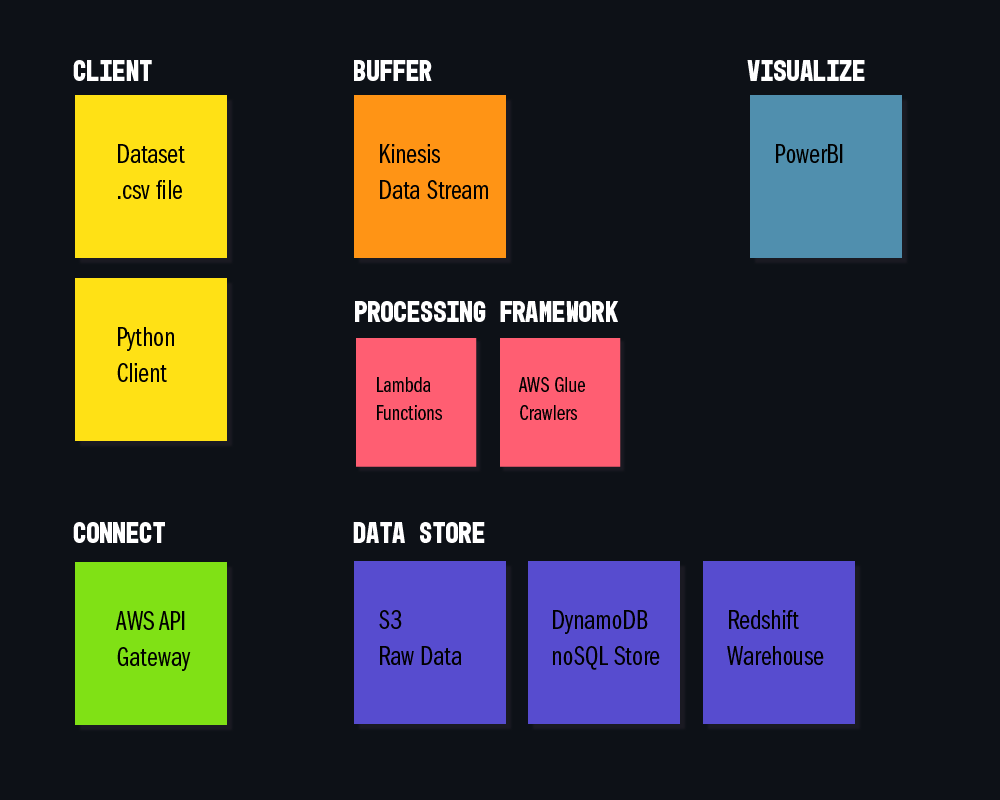 CLIENT
Dataset
.csv file
Python
Client
CONNECT
AWS API
Gateway
BUFFER
Kinesis
Data Stream
PROCESSING FRAMEWORK
Lambda
Functions
AWS Glue
Crawlers
DATA STORE
S3
Raw Data
DynamoDB
noSQL Store
Redshift
Warehouse
VISUALIZE
PowerBI